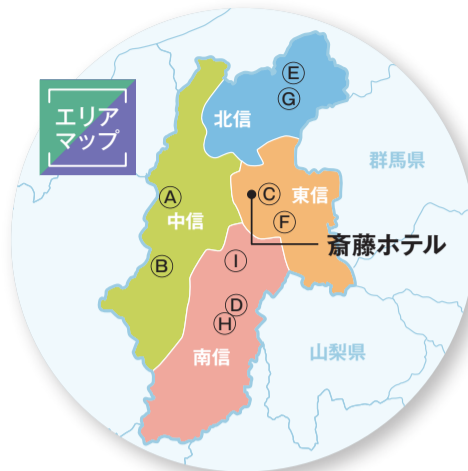 エリア
マップ
Ⓔ
Ⓖ
北信
群馬県
Ⓐ
中信
Ⓒ
東信
Ⓕ
斎藤ホテル
Ⓑ
Ⓘ
Ⓓ
Ⓗ
南信
山梨県